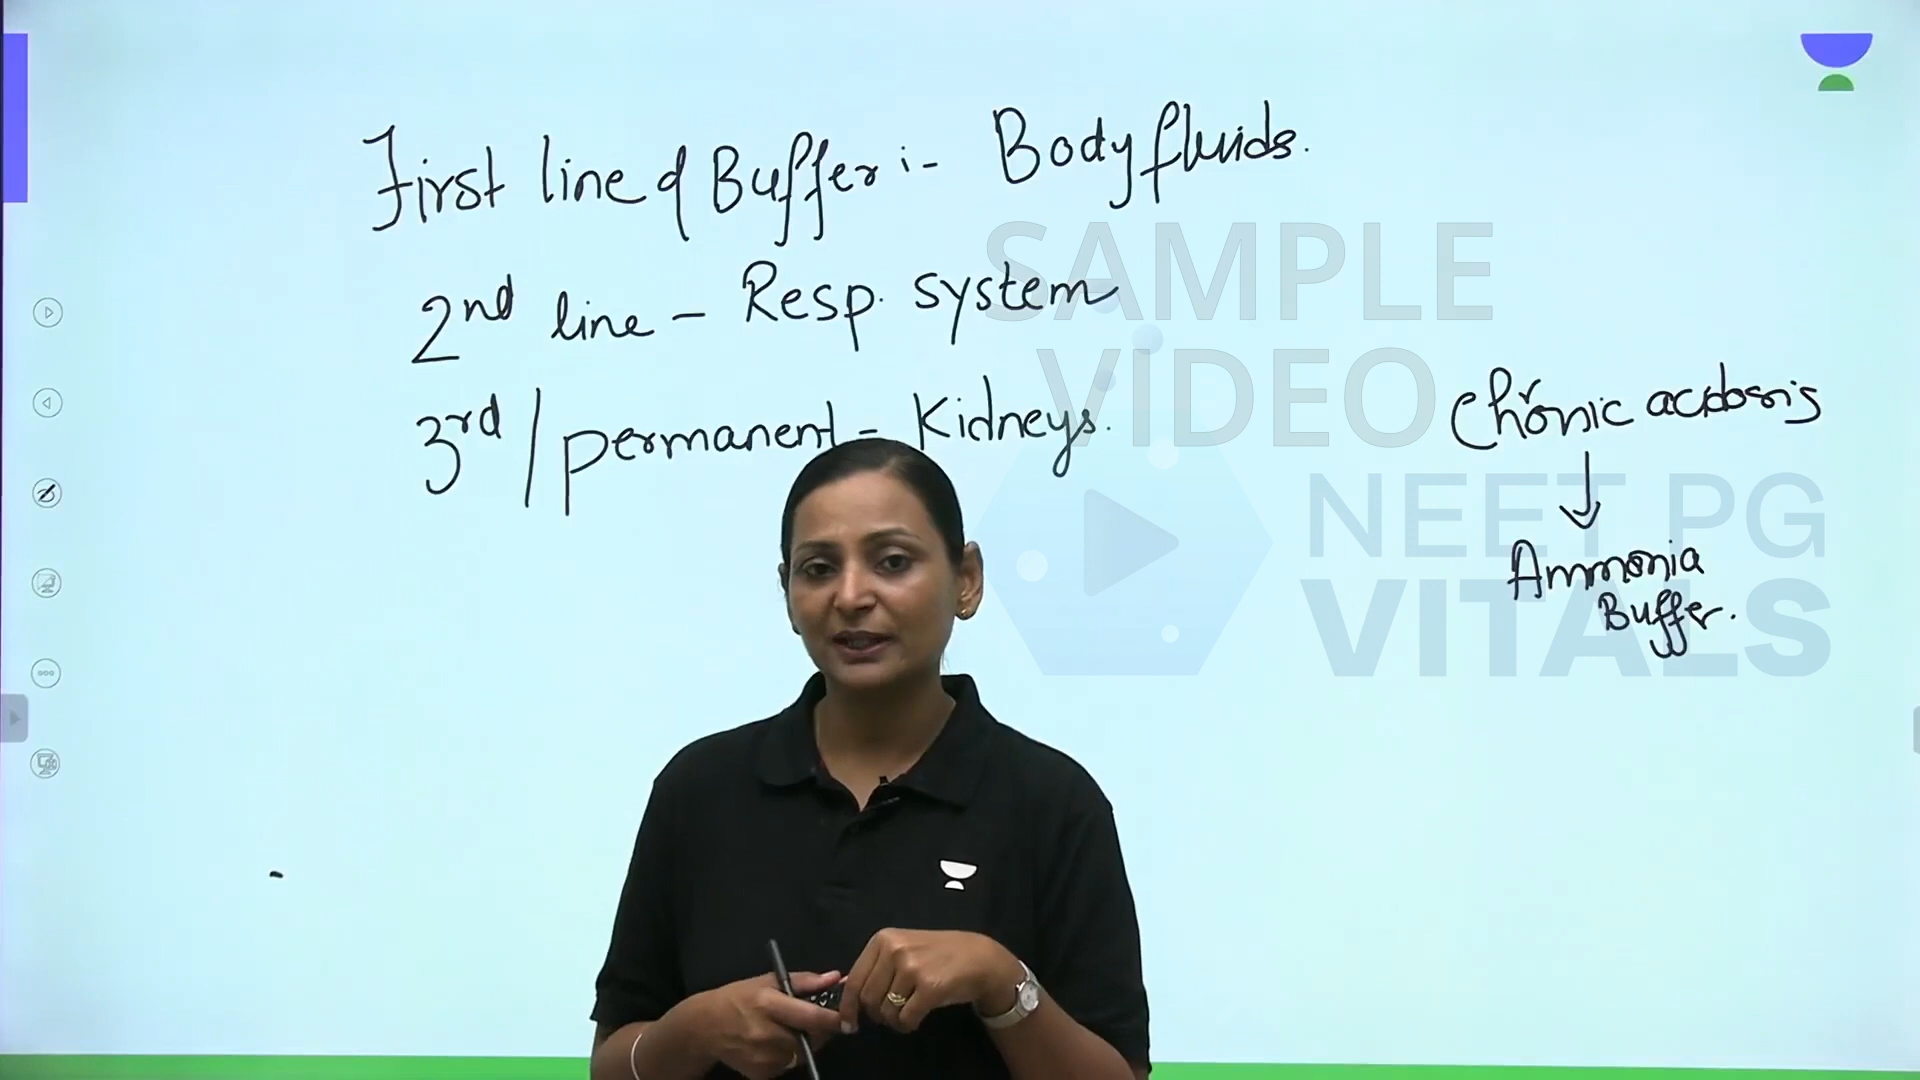 First line of Buffer :- Body fluids.
2nd line - Resp. system
3rd / permanent - Kidneys.
Chronic acidosis
↓
Ammonia
Buffer.
SAMPLE
VIDEO
NEET PG
VITALS